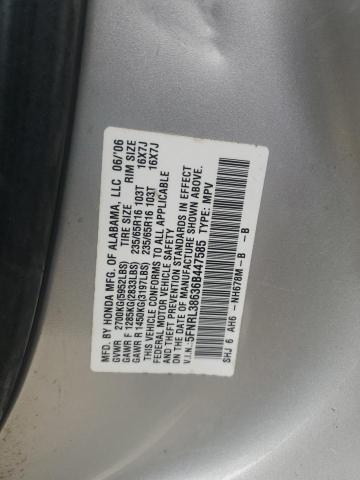 MFD. BY HONDA MFG. OF ALABAMA, LLC 06/'06
TIRE SIZE RIM SIZE
GVWR 2700KG(5952LBS)
GAWR F 1285KG(2833LBS) 235/65R16 103T 16X7J
GAWR R 1450KG(3197LBS) 235/65R16 103T 16X7J
THIS VEHICLE CONFORMS TO ALL APPLICABLE
FEDERAL MOTOR VEHICLE SAFETY
AND THEFT PREVENTION STANDARDS IN EFFECT
ON THE DATE OF MANUFACTURE SHOWN ABOVE.
V.I.N.:5FNRL38636B447585 TYPE: MPV
SHJ 6 AH6 -NH678M- B -B